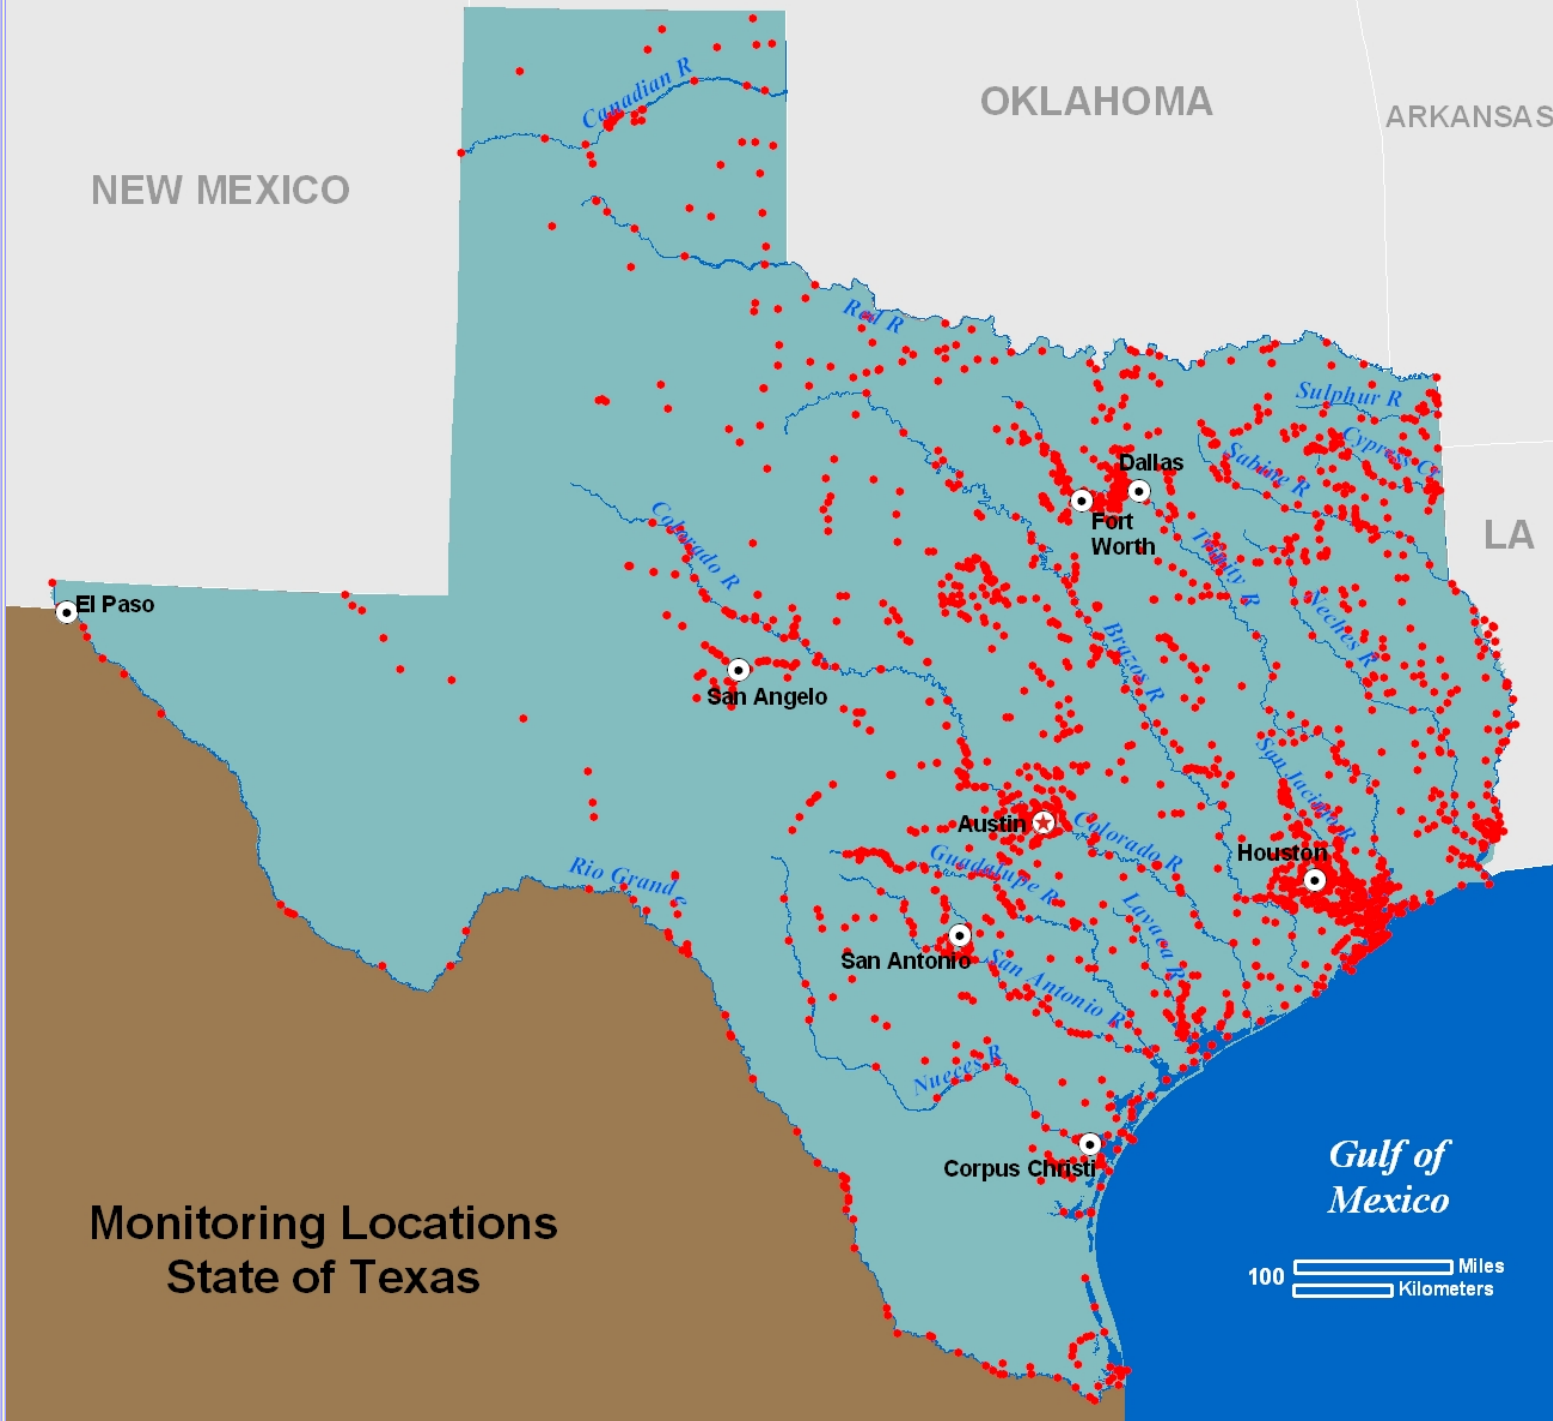 OKLAHOMA
ARKANSAS
NEW MEXICO
Canadian R
Red R
Sulphur R
Cypress Cr
Sabine R
Dallas
Fort
Worth
LA
Colorado R
Trinity R
El Paso
Neches R
Brazos R
San Angelo
San Jacinto R
Austin
Colorado R
Houston
Guadalupe R
Rio Grande
Lavaca R
San Antonio
San Antonio R
Nueces R
Corpus Christi
Gulf of
Mexico
Monitoring Locations
State of Texas
100
Miles
Kilometers